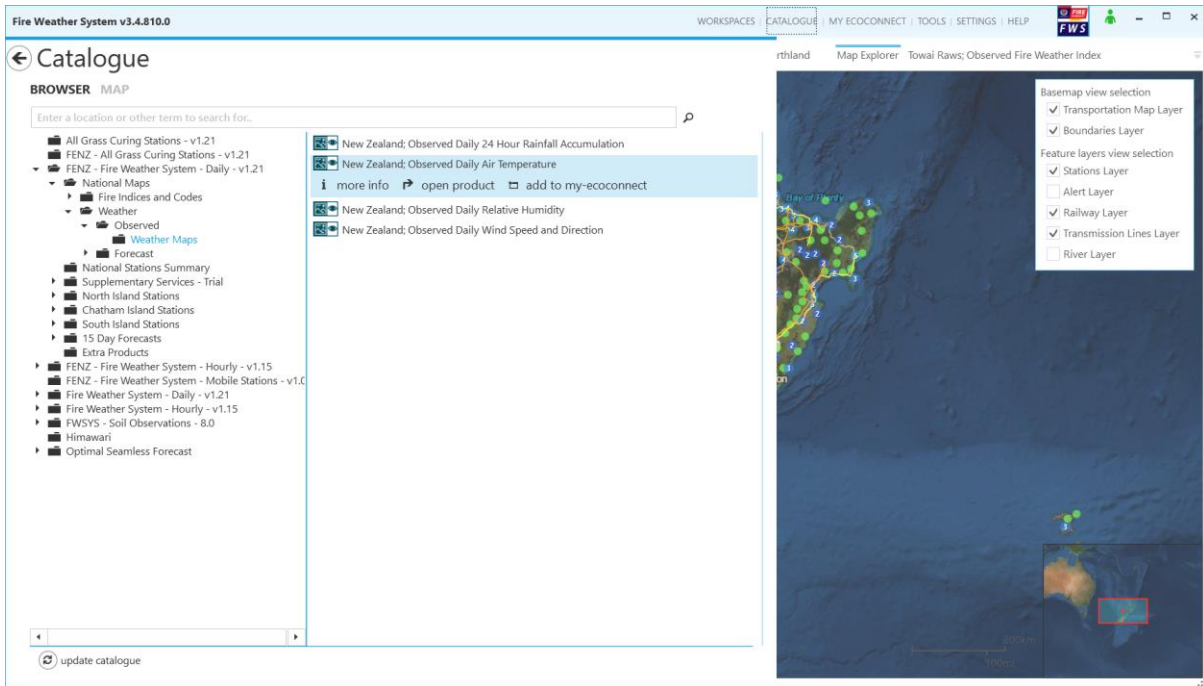 Fire Weather System v3.4.810.0
WORKSPACES | CATALOGUE | MY ECOCONNECT | TOOLS | SETTINGS | HELP
FIRE
FWS
Catalogue
BROWSER MAP
Enter a location or other term to search for..
All Grass Curing Stations - v1.21
FENZ - All Grass Curing Stations - v1.21
FENZ - Fire Weather System - Daily - v1.21
National Maps
Fire Indices and Codes
Weather
Observed
Weather Maps
Forecast
National Stations Summary
Supplementary Services - Trial
North Island Stations
Chatham Island Stations
South Island Stations
15 Day Forecasts
Extra Products
FENZ - Fire Weather System - Hourly - v1.15
FENZ - Fire Weather System - Mobile Stations - v1.0
Fire Weather System - Daily - v1.21
Fire Weather System - Hourly - v1.15
FWSYS - Soil Observations - 8.0
Himawari
Optimal Seamless Forecast
New Zealand; Observed Daily 24 Hour Rainfall Accumulation
New Zealand; Observed Daily Air Temperature
more info open product add to my-ecoconnect
New Zealand; Observed Daily Relative Humidity
New Zealand; Observed Daily Wind Speed and Direction
update catalogue
rthland Map Explorer Towai Raws; Observed Fire Weather Index
Basemap view selection
Transportation Map Layer
Boundaries Layer
Feature layers view selection
Stations Layer
Alert Layer
Railway Layer
Transmission Lines Layer
River Layer
Bay of Plenty
on
200km
100mi